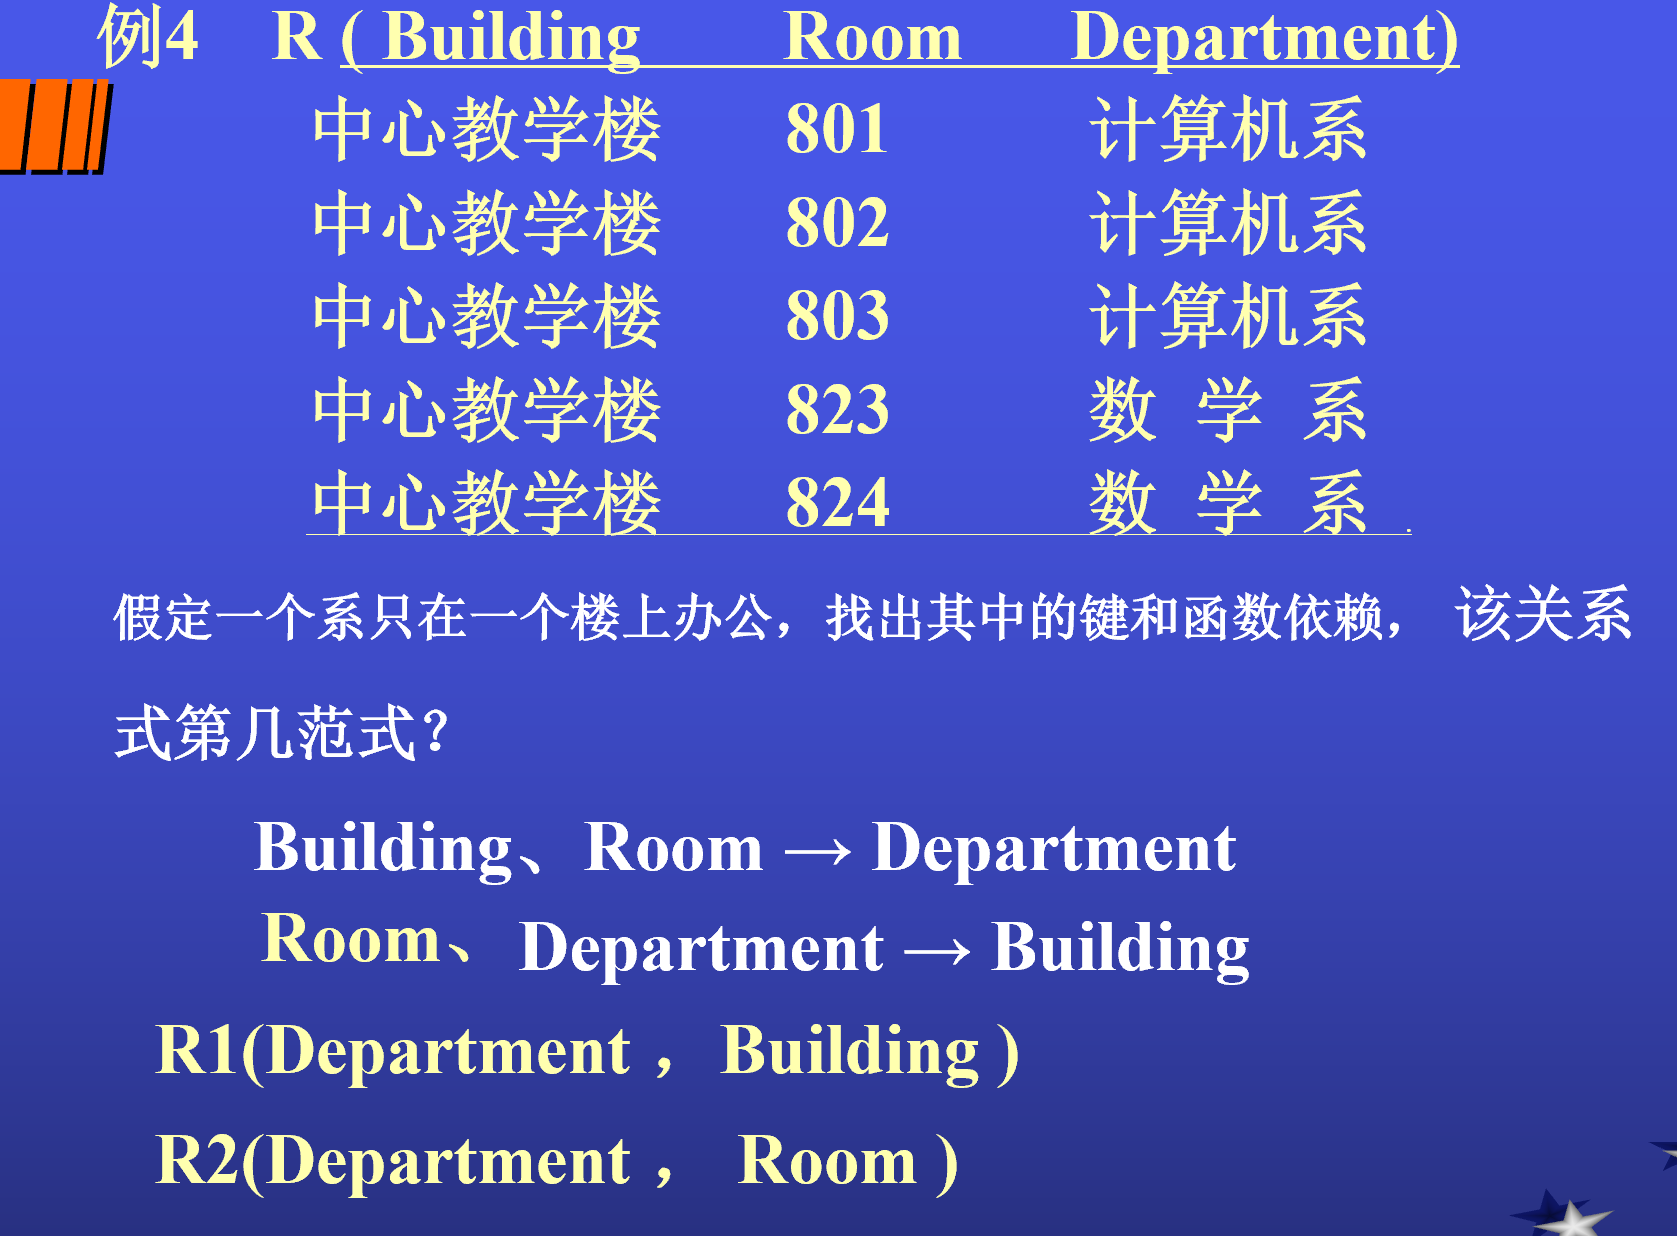 例4 R ( Building Room Department)
中心教学楼 801 计算机系
中心教学楼 802 计算机系
中心教学楼 803 计算机系
中心教学楼 823 数 学 系
中心教学楼 824 数 学 系 .
假定一个系只在一个楼上办公，找出其中的键和函数依赖， 该关系
式第几范式？
Building、Room → Department
Room、 Department → Building
R1(Department ， Building )
R2(Department ， Room )